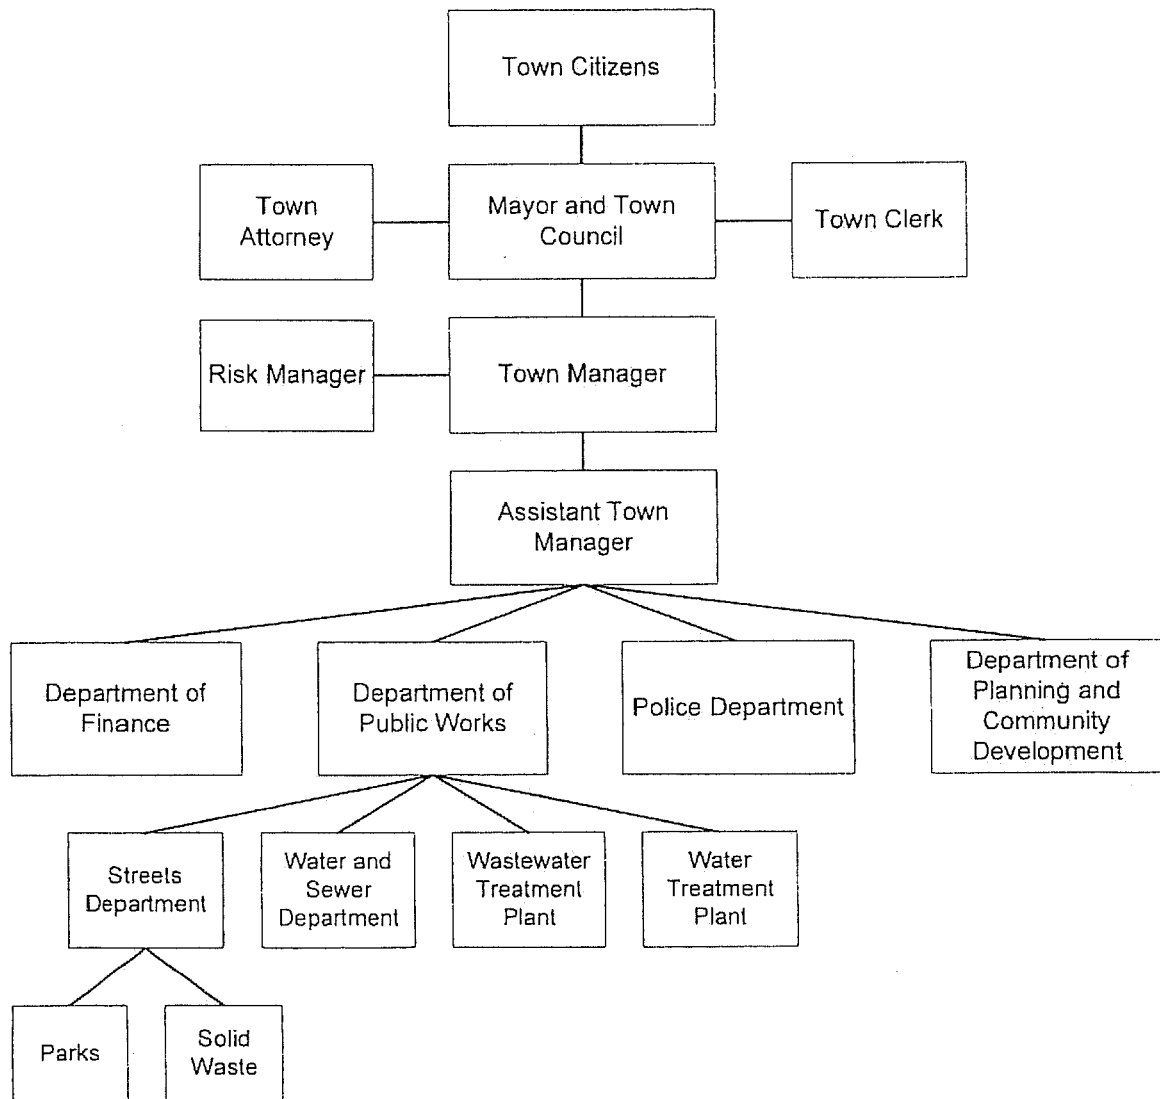 Town Citizens
Town
Attorney
Mayor and Town
Council
Town Clerk
Risk Manager
Town Manager
Assistant Town
Manager
Department of
Finance
Department of
Public Works
Police Department
Department of
Planning and
Community
Development
Streets
Department
Water and
Sewer
Department
Wastewater
Treatment
Plant
Water
Treatment
Plant
Parks
Solid
Waste